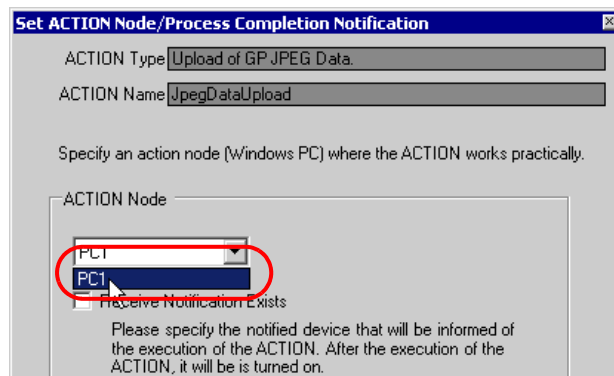 Set ACTION Node/Process Completion Notification
ACTION Type Upload of GP JPEG Data.
ACTION Name JpegDataUpload
Specify an action node (Windows PC) where the ACTION works practically.
ACTION Node
PC1
PC1
Receive Notification Exists
Please specify the notified device that will be informed of
the execution of the ACTION. After the execution of the
ACTION, it will be is turned on.